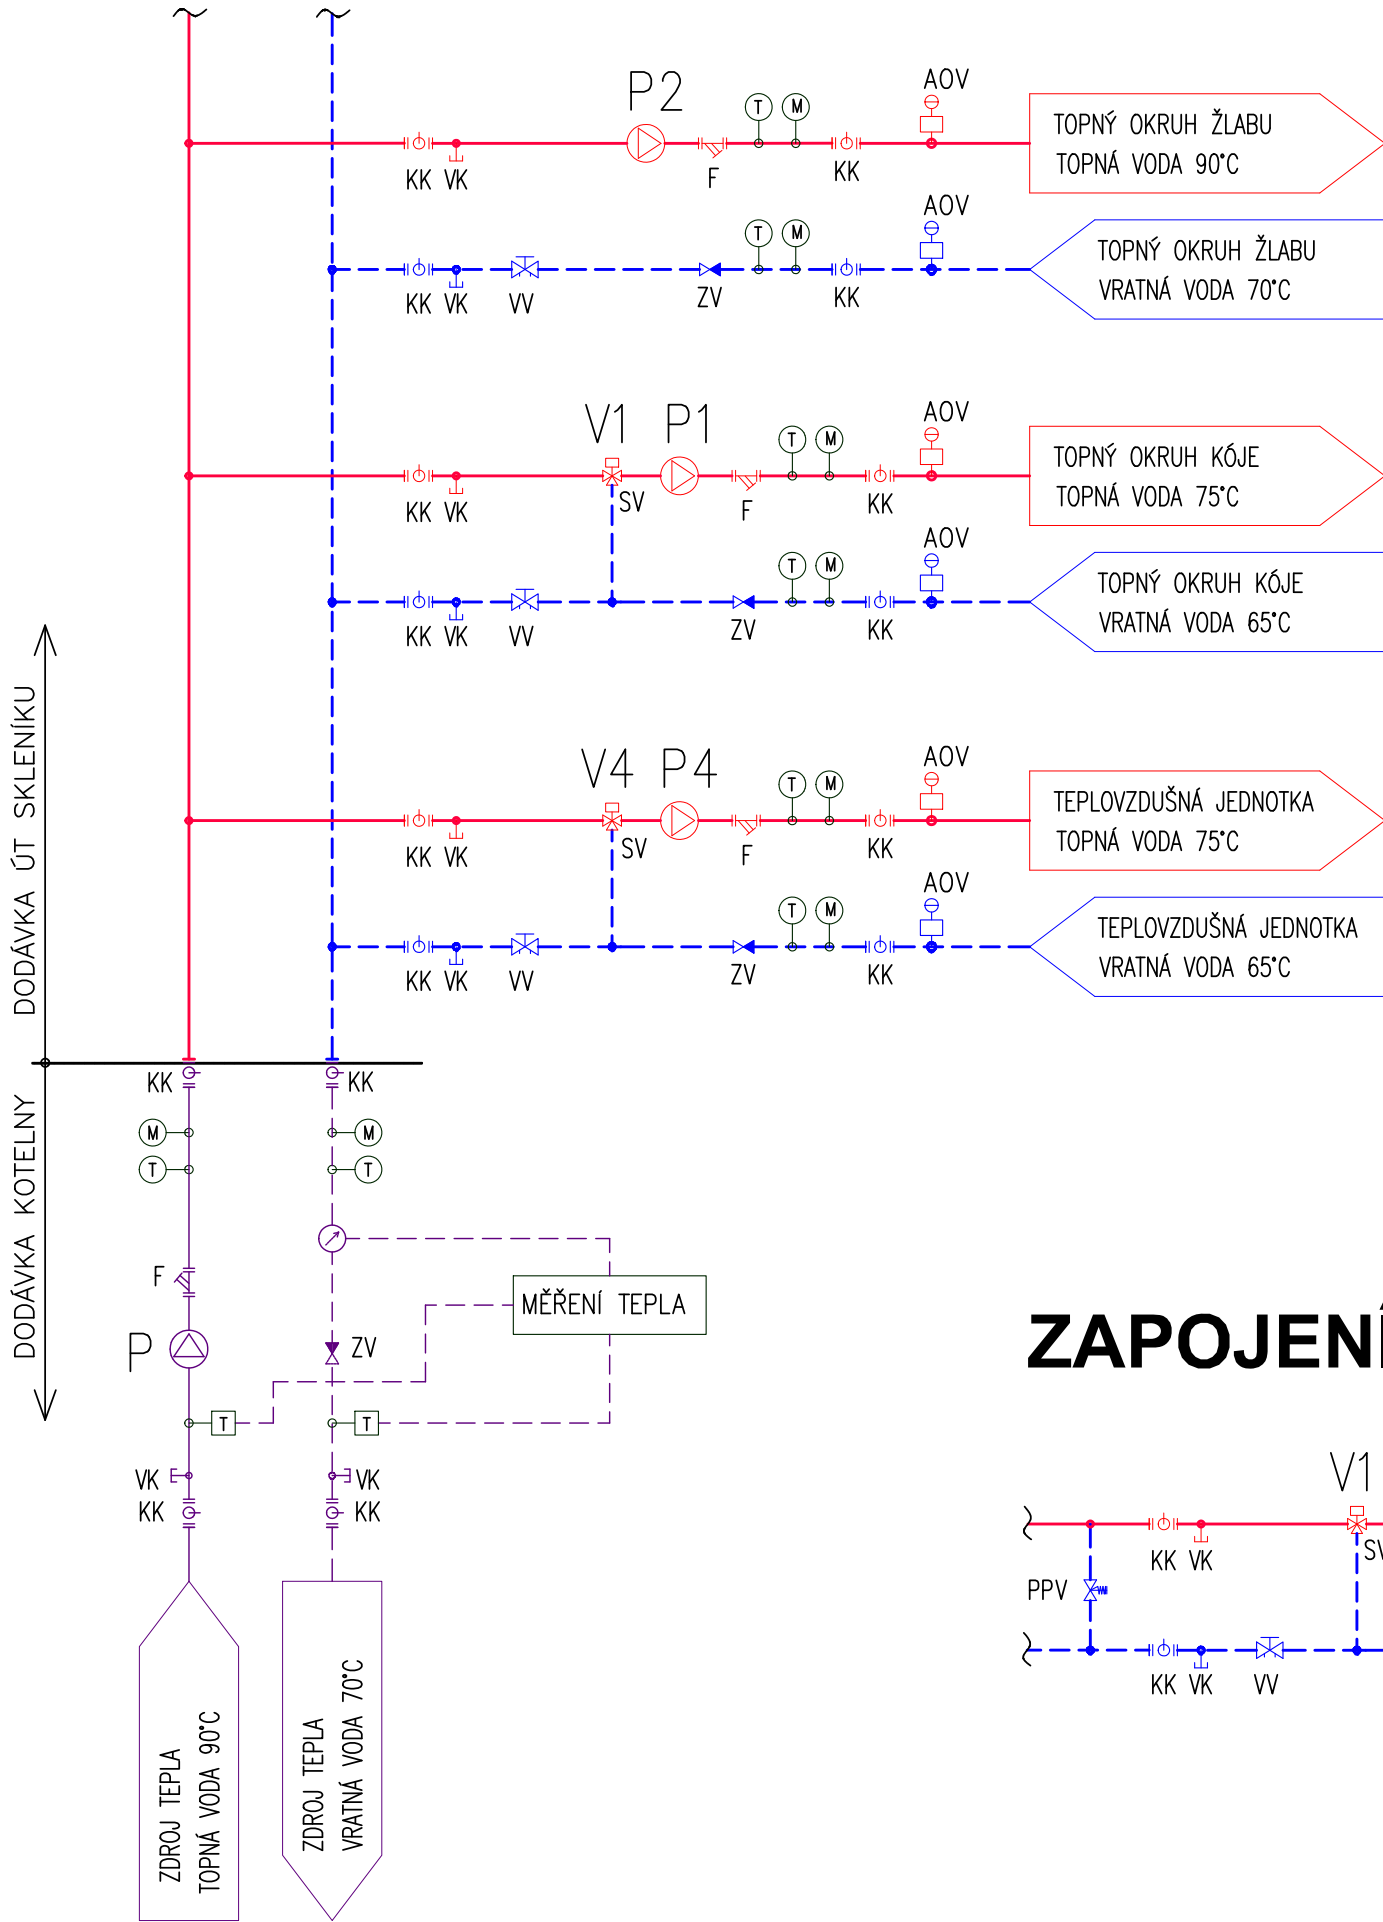 P2
T M
AOV
KK VK
F
KK
TOPNÝ OKRUH ŽLABU
TOPNÁ VODA 90°C
T M
AOV
KK VK VV
ZV
KK
TOPNÝ OKRUH ŽLABU
VRATNÁ VODA 70°C
V1 P1
T M
AOV
KK VK
SV
F
KK
TOPNÝ OKRUH KÓJE
TOPNÁ VODA 75°C
T M
AOV
KK VK VV
ZV
KK
TOPNÝ OKRUH KÓJE
VRATNÁ VODA 65°C
V4 P4
T M
AOV
KK VK
SV
F
KK
TEPLOVZDUŠNÁ JEDNOTKA
TOPNÁ VODA 75°C
T M
AOV
KK VK VV
ZV
KK
TEPLOVZDUŠNÁ JEDNOTKA
VRATNÁ VODA 65°C
DODÁVKA ÚT SKLENÍKU
DODÁVKA KOTELNY
KK KK
M M
T T
F
MĚŘENÍ TEPLA
P
ZV
T T
VK VK
KK KK
ZDROJ TEPLA
TOPNÁ VODA 90°C
ZDROJ TEPLA
VRATNÁ VODA 70°C
ZAPOJENÍ
V1
KK VK
SV
PPV
KK VK VV